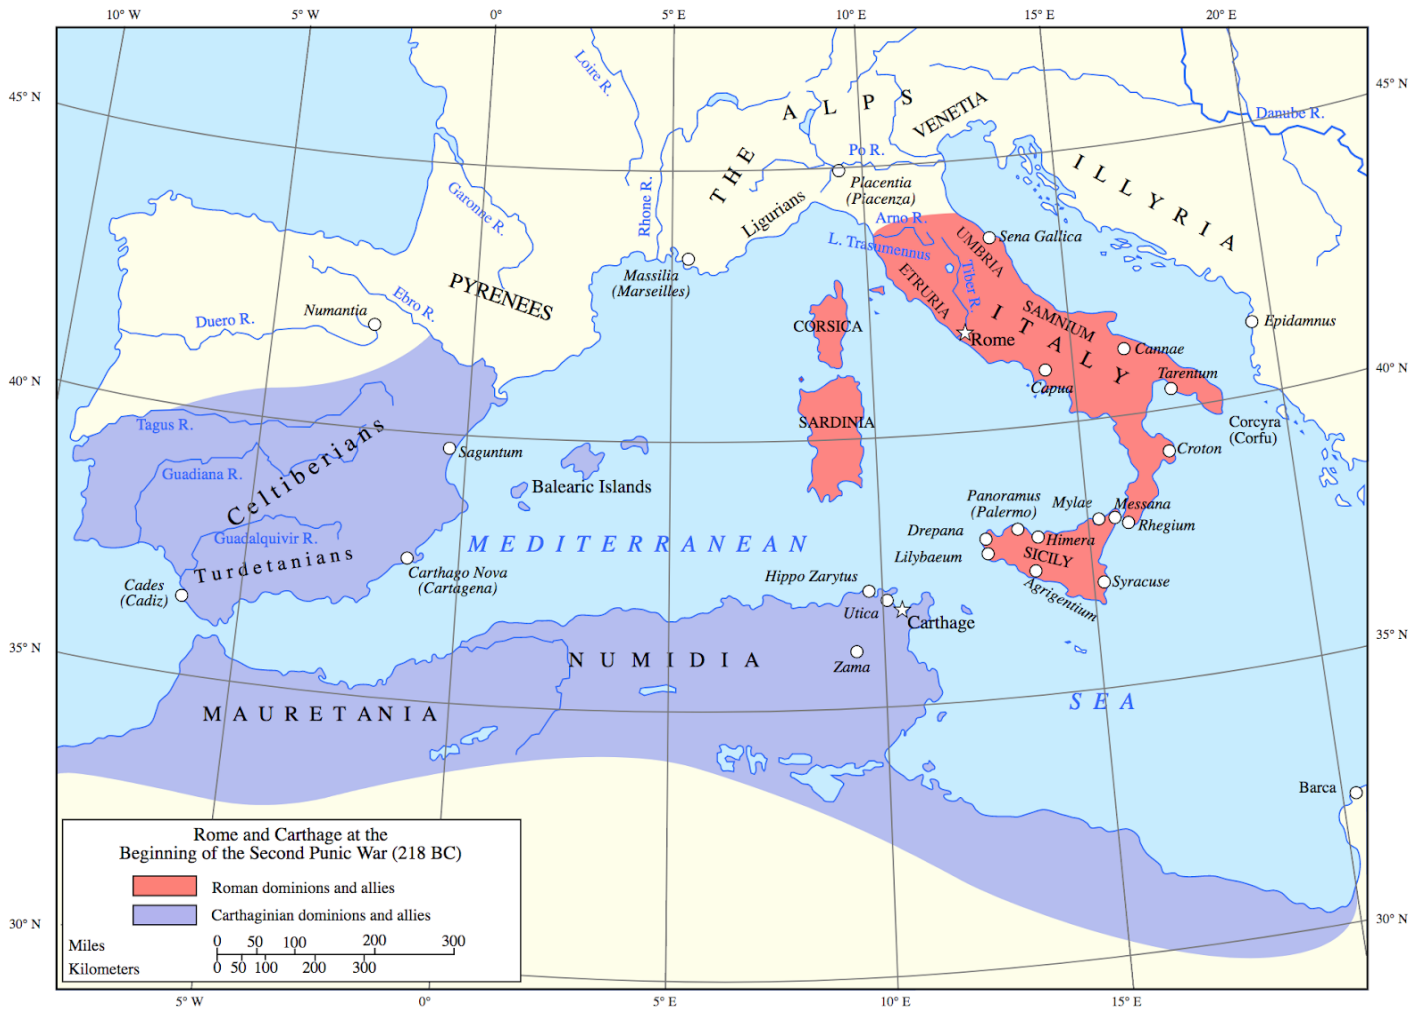 10° W 5° W 0° 5° E 10° E 15° E 20° E
45° N
45° N
Loire R.
THE ALPS
VENETIA
Danube R.
Po R.
ILLYRIA
Placentia
(Piacenza)
Garonne R.
Rhone R.
Ligurians
Arno R.
UMBRIA
Sena Gallica
L. Trasumennus
Massilia
(Marseilles)
ETRURIA
Tiber R.
PYRENEES
Ebro R.
Numantia
Duero R.
CORSICA
SAMNIUM
ITALY
Rome
Epidamnus
Cannae
40° N
40° N
Capua
Tarentum
Tagus R.
SARDINIA
Corcyra
(Corfu)
Celtiberians
Saguntum
Croton
Guadiana R.
Balearic Islands
Panoramus
(Palermo)
Mylae
Messana
Rhegium
Drepana
Himera
Guadalquivir R.
MEDITERRANEAN
Lilybaeum
SICILY
Turdetanians
Carthago Nova
(Cartagena)
Hippo Zarytus
Syracuse
Cades
(Cadiz)
Agrigentium
Utica
Carthage
35° N
35° N
NUMIDIA
Zama
MAURETANIA
SEA
Barca
Rome and Carthage at the
Beginning of the Second Punic War (218 BC)
Roman dominions and allies
Carthaginian dominions and allies
30° N
30° N
Miles 0 50 100 200 300
Kilometers 0 50 100 200 300
5° W 0° 5° E 10° E 15° E